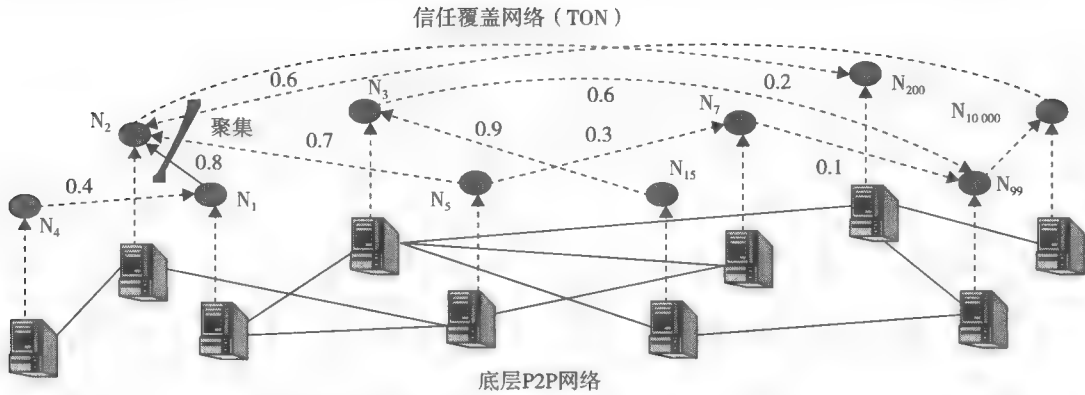 信任覆盖网络（TON）
0.6
0.2
N₃
0.6
N₂₀₀
N₂
聚集
N₇
N₁₀ ₀₀₀
0.7
0.9
0.3
0.8
0.4
0.1
N₄
N₁
N₅
N₁₅
N₉₉
底层P2P网络